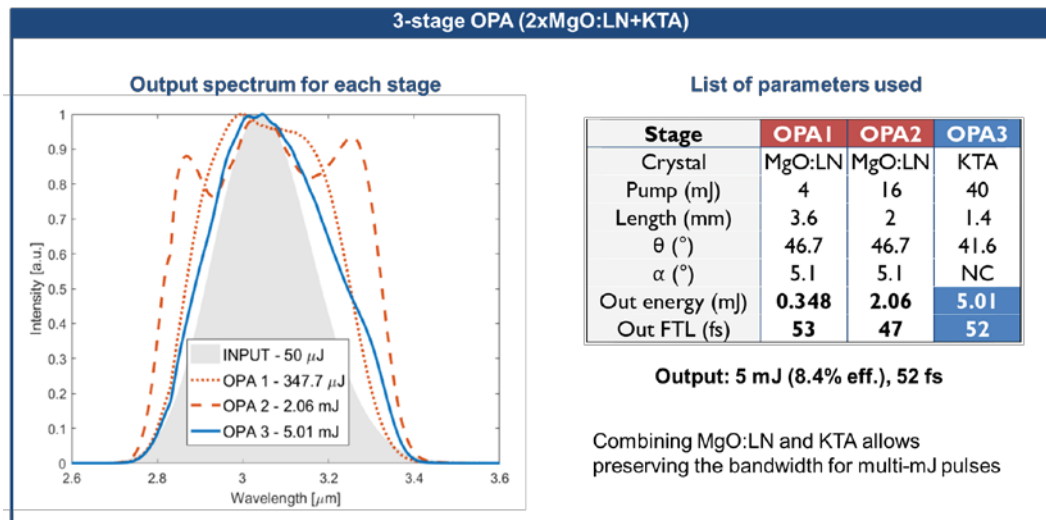 3-stage OPA (2xMgO:LN+KTA)
Output spectrum for each stage
1
0.9
0.8
0.7
0.6
0.5
0.4
0.3
0.2
0.1
0
Intensity [a.u.]
INPUT - 50 μJ
OPA 1 - 347.7 μJ
OPA 2 - 2.06 mJ
OPA 3 - 5.01 mJ
2.6 2.8 3 3.2 3.4 3.6
Wavelength [μm]
List of parameters used
Stage OPA1 OPA2 OPA3
Crystal MgO:LN MgO:LN KTA
Pump (mJ) 4 16 40
Length (mm) 3.6 2 1.4
θ (°) 46.7 46.7 41.6
α (°) 5.1 5.1 NC
Out energy (mJ) 0.348 2.06 5.01
Out FTL (fs) 53 47 52
Output: 5 mJ (8.4% eff.), 52 fs
Combining MgO:LN and KTA allows
preserving the bandwidth for multi-mJ pulses